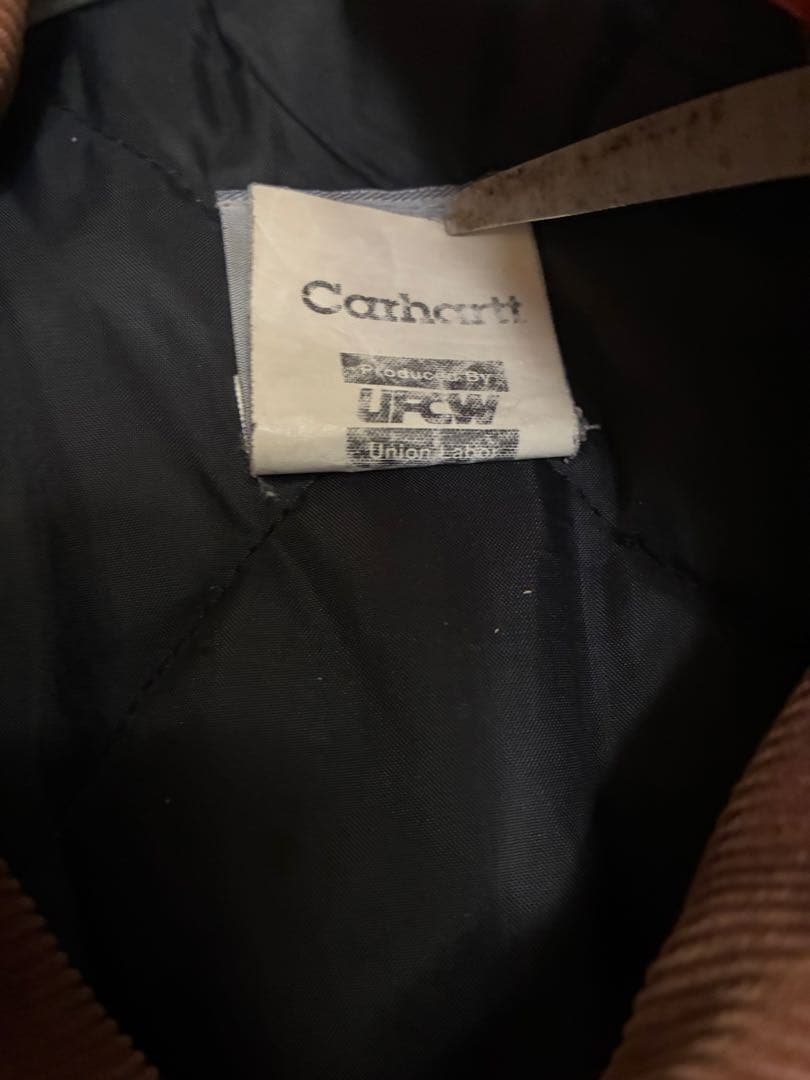 Carhartt
Produced By
UFCW
Union Labor